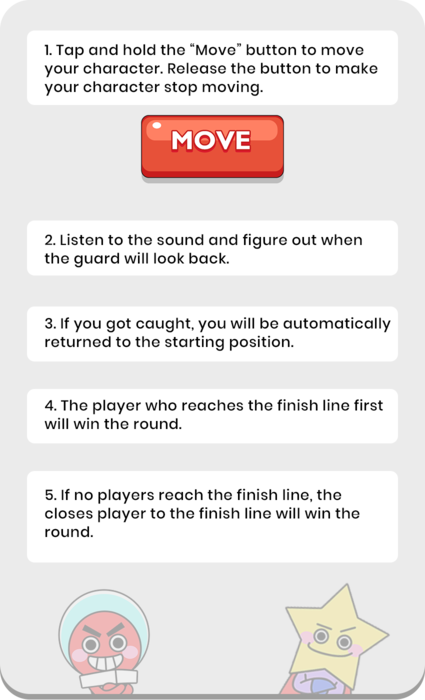 1. Tap and hold the “Move” button to move
your character. Release the button to make
your character stop moving.
MOVE
2. Listen to the sound and figure out when
the guard will look back.
3. If you got caught, you will be automatically
returned to the starting position.
4. The player who reaches the finish line first
will win the round.
5. If no players reach the finish line, the
closes player to the finish line will win the
round.